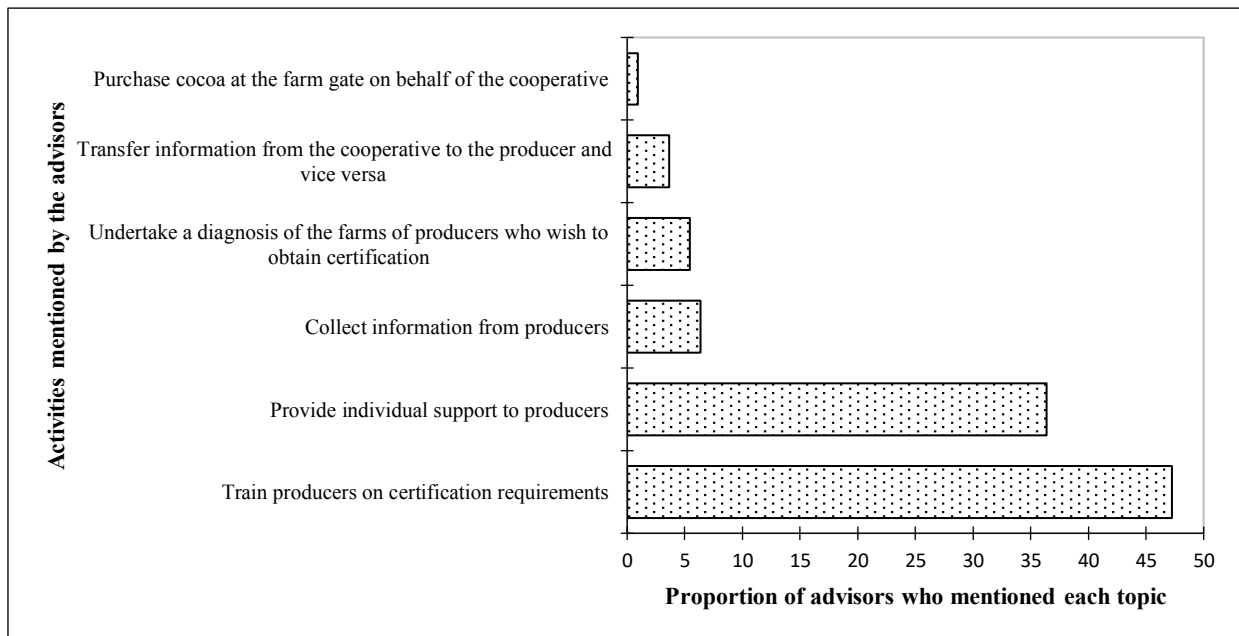 Activities mentioned by the advisors
Purchase cocoa at the farm gate on behalf of the cooperative
Transfer information from the cooperative to the producer and
vice versa
Undertake a diagnosis of the farms of producers who wish to
obtain certification
Collect information from producers
Provide individual support to producers
Train producers on certification requirements
0 5 10 15 20 25 30 35 40 45 50
Proportion of advisors who mentioned each topic